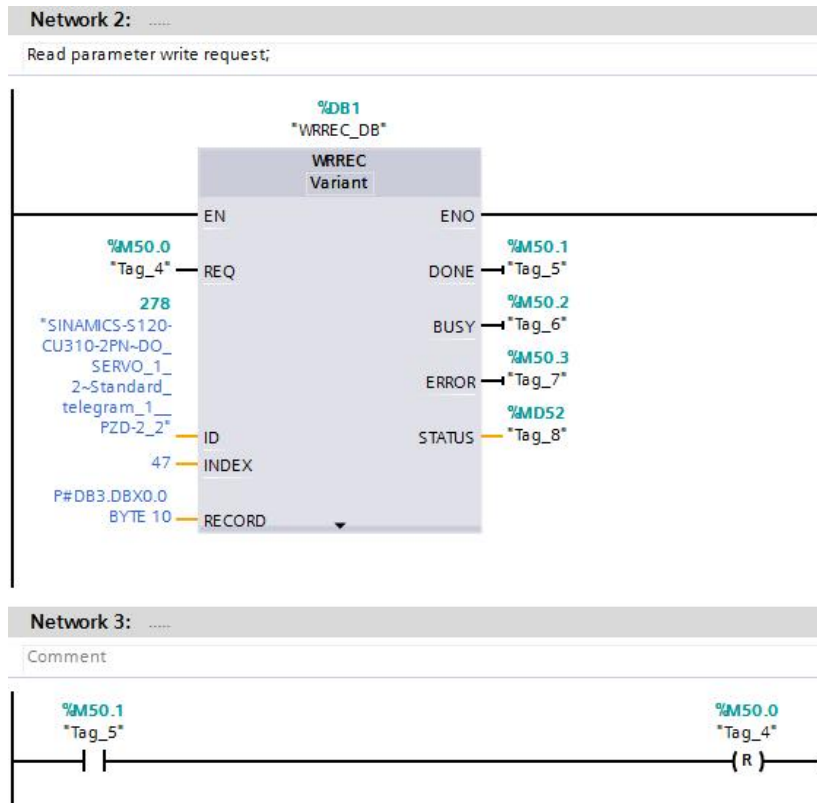 Network 2: .....
Read parameter write request;
%DB1
"WRREC_DB"
WRREC
Variant
EN ENO
%M50.0 %M50.1
"Tag_4" REQ DONE "Tag_5"
278 %M50.2
"SINAMICS-S120- BUSY "Tag_6"
CU310-2PN~DO_
SERVO_1_ %M50.3
2~Standard_ ERROR "Tag_7"
telegram_1__ %MD52
PZD-2_2" ID STATUS "Tag_8"
47 INDEX
P#DB3.DBX0.0
BYTE 10 RECORD
Network 3: .....
Comment
%M50.1 %M50.0
"Tag_5" "Tag_4"
R